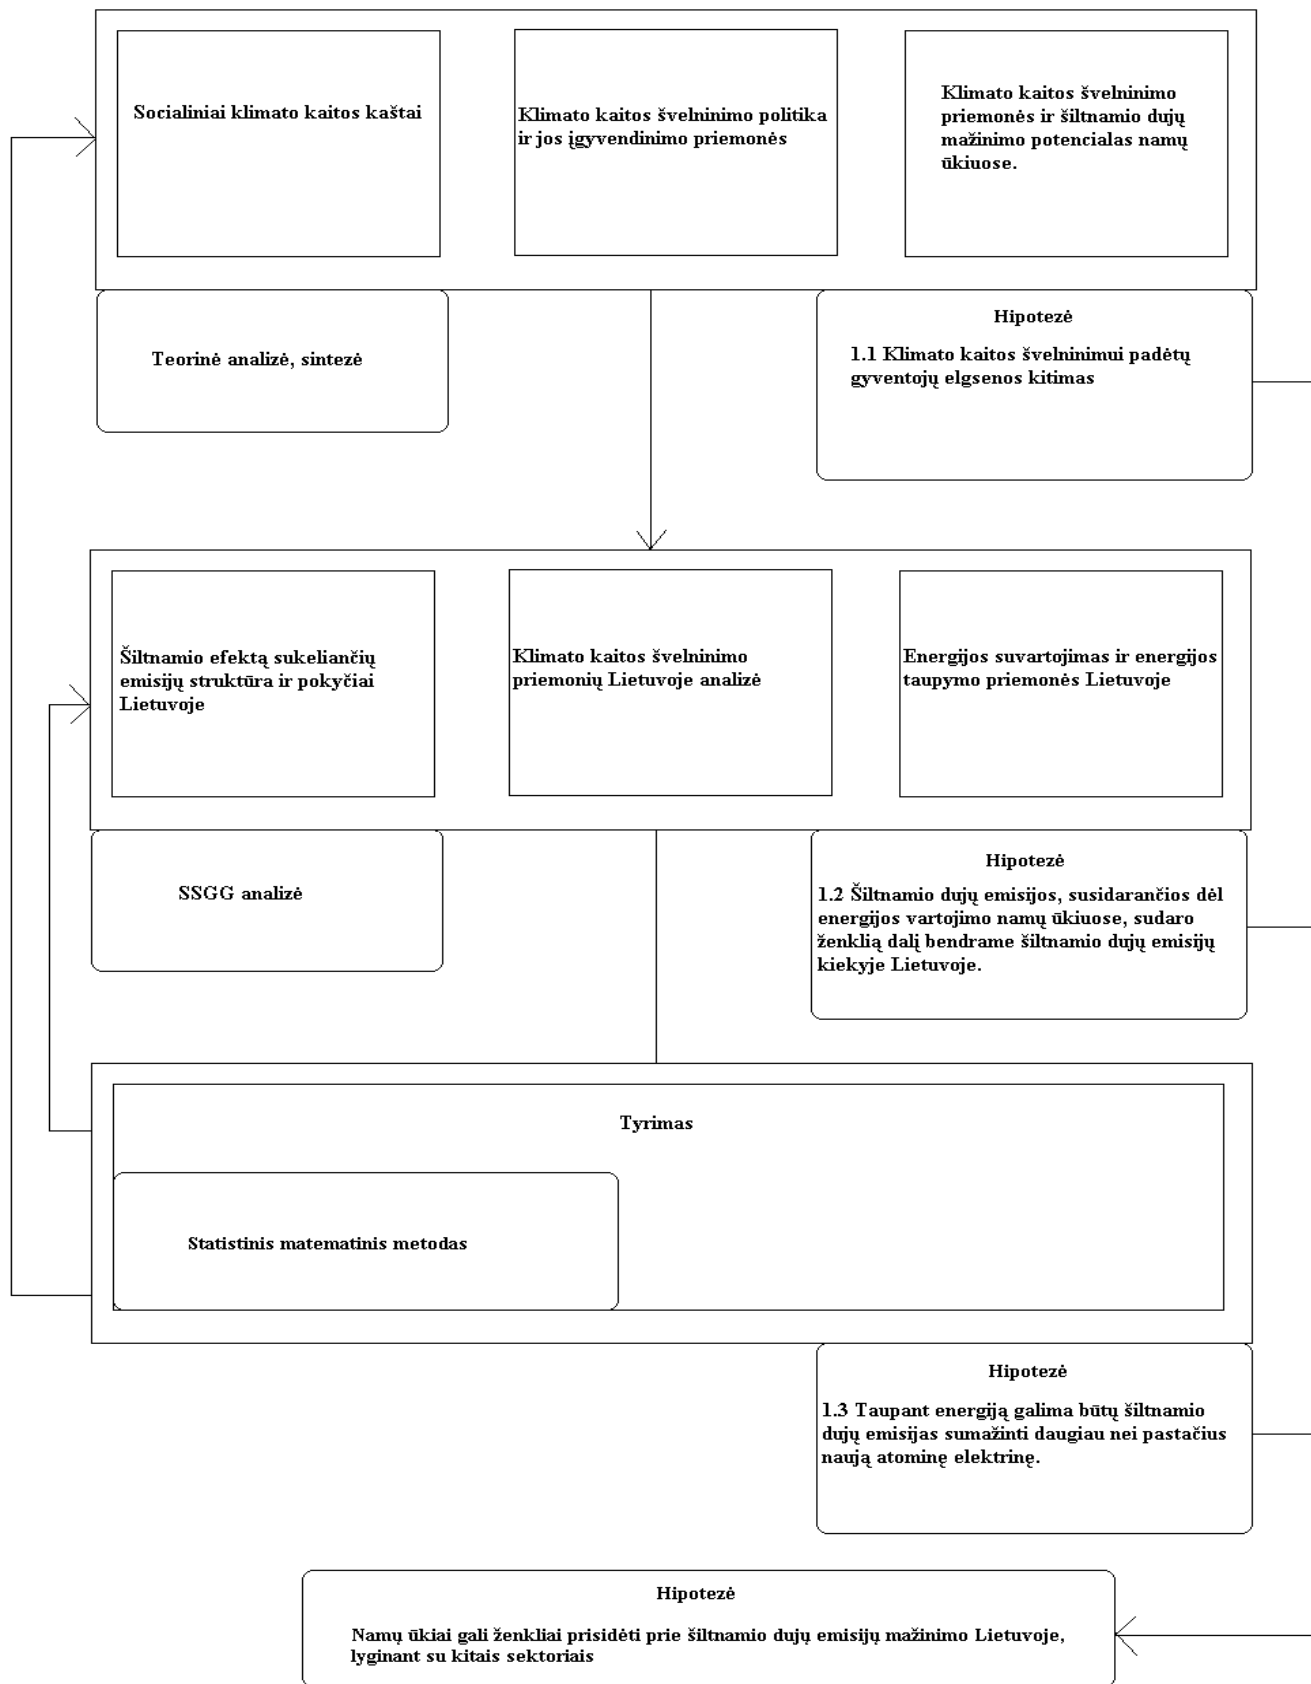 Socialiniai klimato kaitos kaštai
Klimato kaitos švelninimo politika
ir jos įgyvendinimo priemonės
Klimato kaitos švelninimo
priemonės ir šiltnamio dujų
mažinimo potencialas namų
ūkiuose.
Teorinė analizė, sintezė
Hipotezė
1.1 Klimato kaitos švelninimui padėtų
gyventojų elgsenos kitimas
Šiltnamio efektą sukeliančių
emisijų struktūra ir pokyčiai
Lietuvoje
Klimato kaitos švelninimo
priemonių Lietuvoje analizė
Energijos suvartojimas ir energijos
taupymo priemonės Lietuvoje
SSGG analizė
Hipotezė
1.2 Šiltnamio dujų emisijos, susidarančios dėl
energijos vartojimo namų ūkiuose, sudaro
ženklią dalį bendrame šiltnamio dujų emisijų
kiekyje Lietuvoje.
Tyrimas
Statistinis matematinis metodas
Hipotezė
1.3 Taupant energiją galima būtų šiltnamio
dujų emisijas sumažinti daugiau nei pastačius
naują atominę elektrinę.
Hipotezė
Namų ūkiai gali ženkliai prisidėti prie šiltnamio dujų emisijų mažinimo Lietuvoje,
lyginant su kitais sektoriais